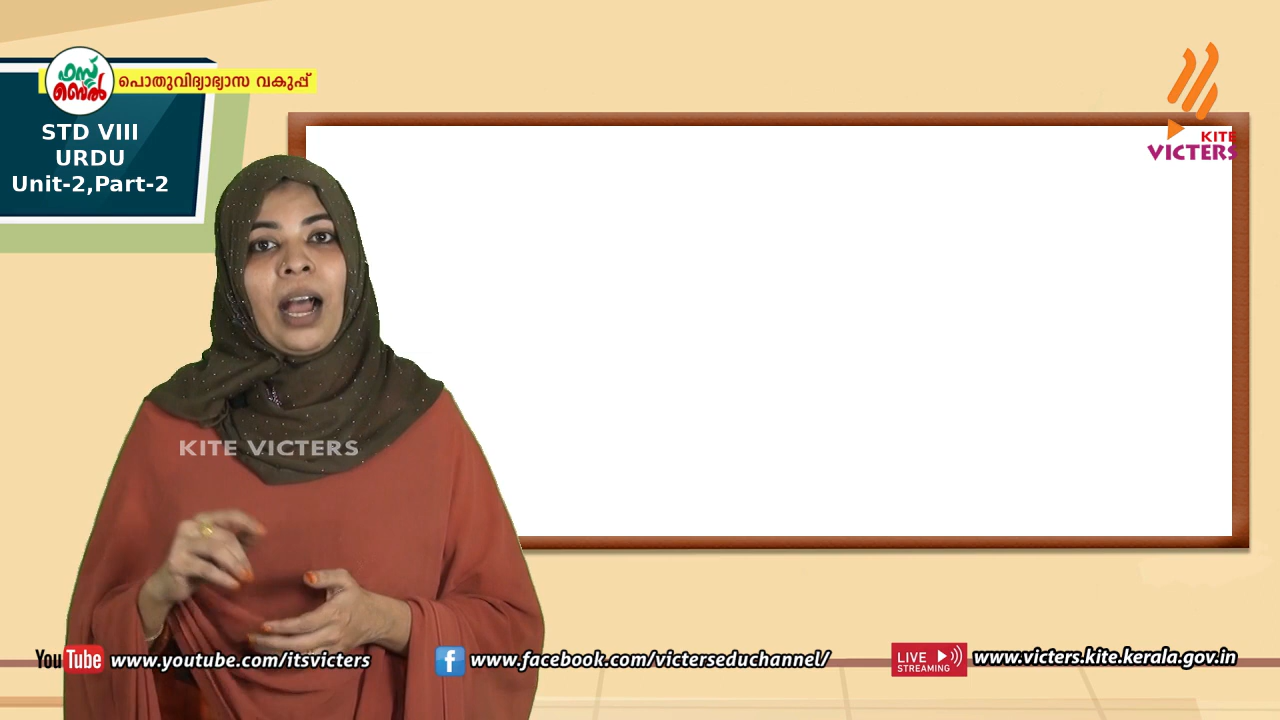 ഫസ്റ്റ് ബെൽ
പൊതുവിദ്യാഭ്യാസ വകുപ്പ്
STD VIII
URDU
Unit-2,Part-2
KITE
VICTERS
KITE VICTERS
YouTube www.youtube.com/itsvicters
f www.facebook.com/victerseduchannel/
LIVE
STREAMING
www.victers.kite.kerala.gov.in